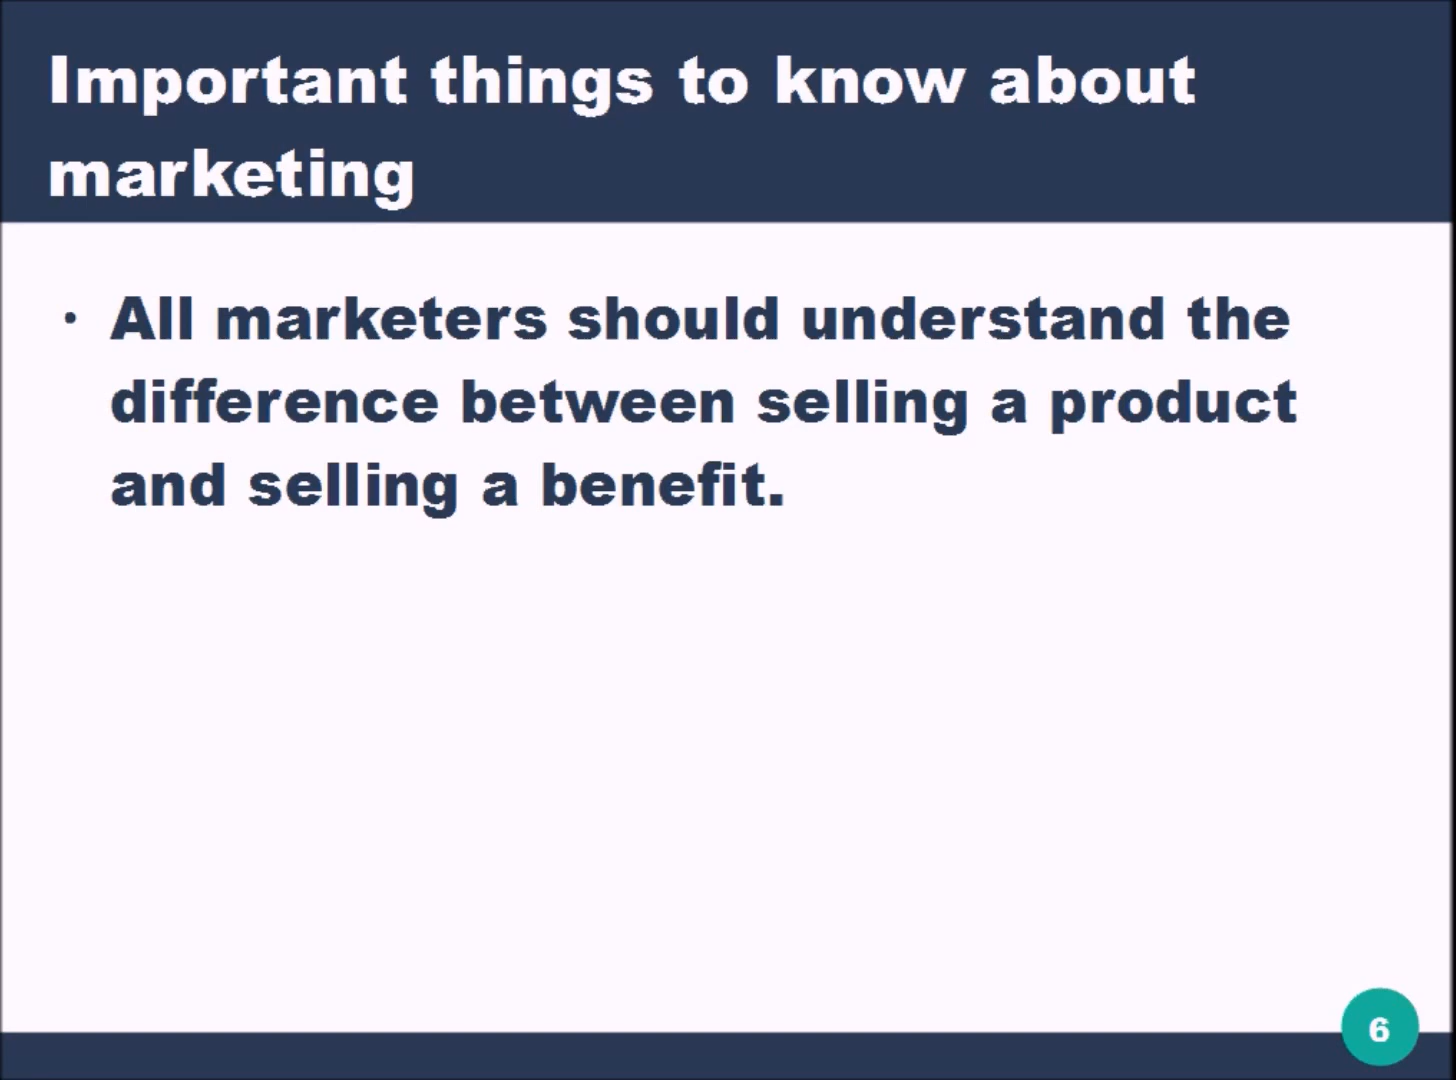 Important things to know about
marketing
· All marketers should understand the
difference between selling a product
and selling a benefit.
6